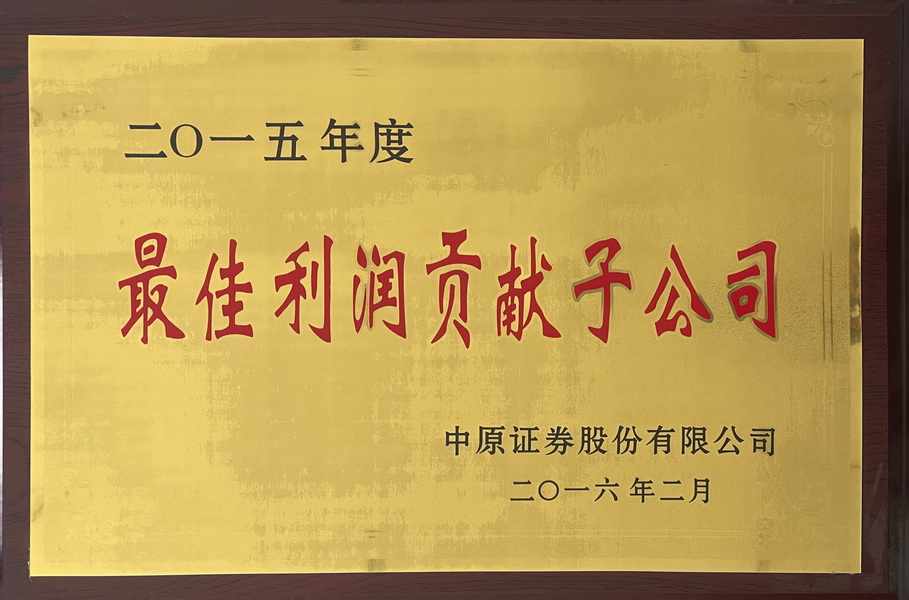 二〇一五年度
最佳利润贡献子公司
中原证券股份有限公司
二〇一六年二月